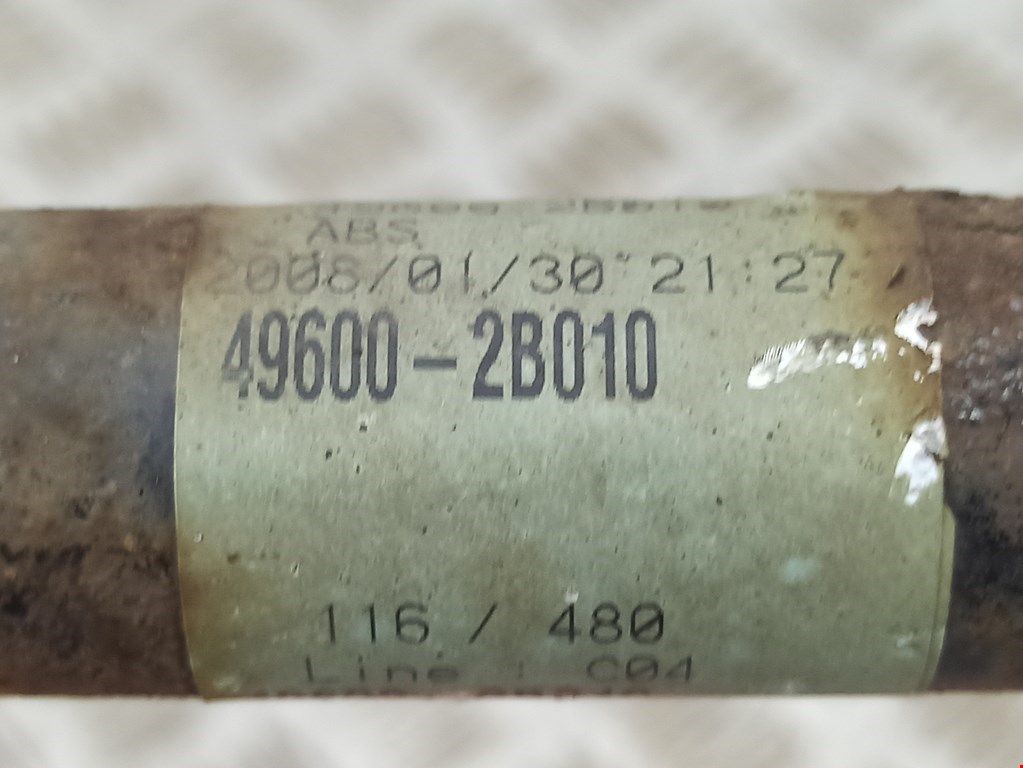 ABS
2008/01/30 21:27
49600-2B010
116 / 480
Line : C04